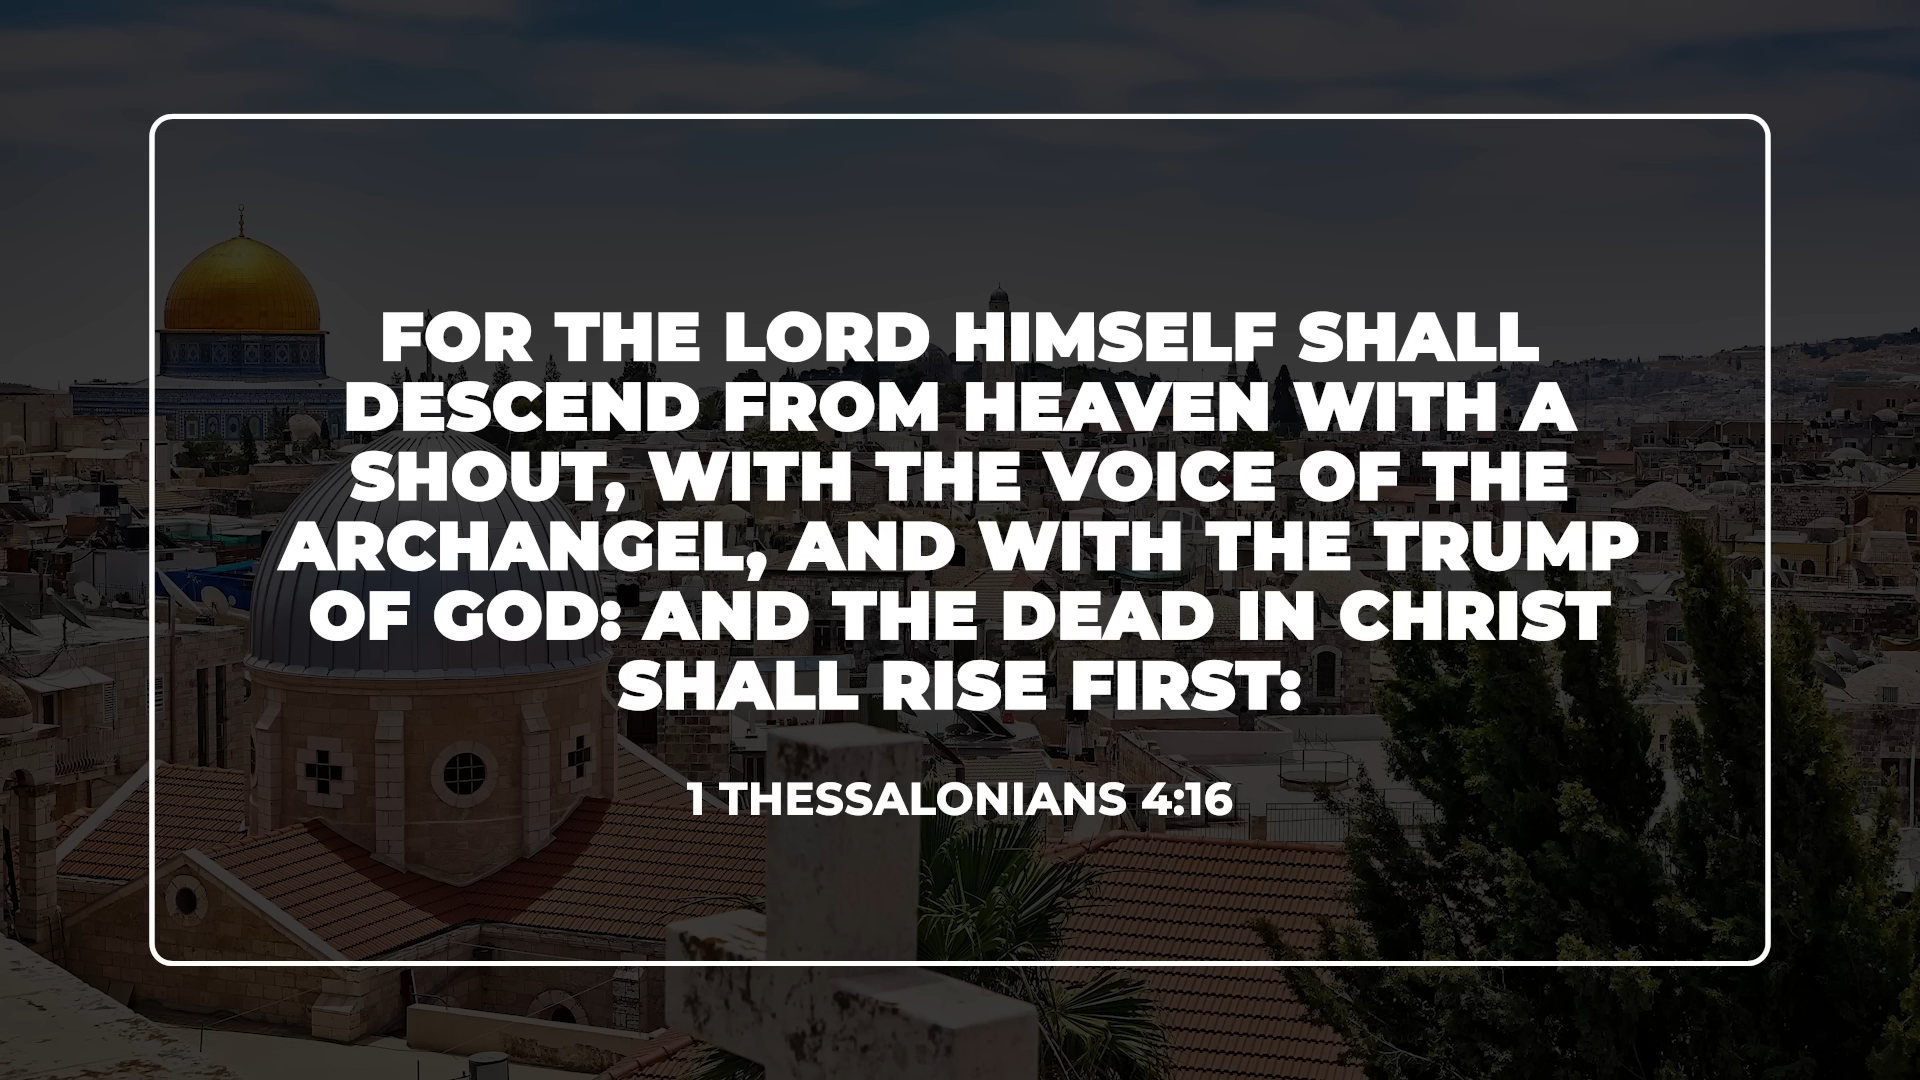 FOR THE LORD HIMSELF SHALL
DESCEND FROM HEAVEN WITH A
SHOUT, WITH THE VOICE OF THE
ARCHANGEL, AND WITH THE TRUMP
OF GOD: AND THE DEAD IN CHRIST
SHALL RISE FIRST:
1 THESSALONIANS 4:16